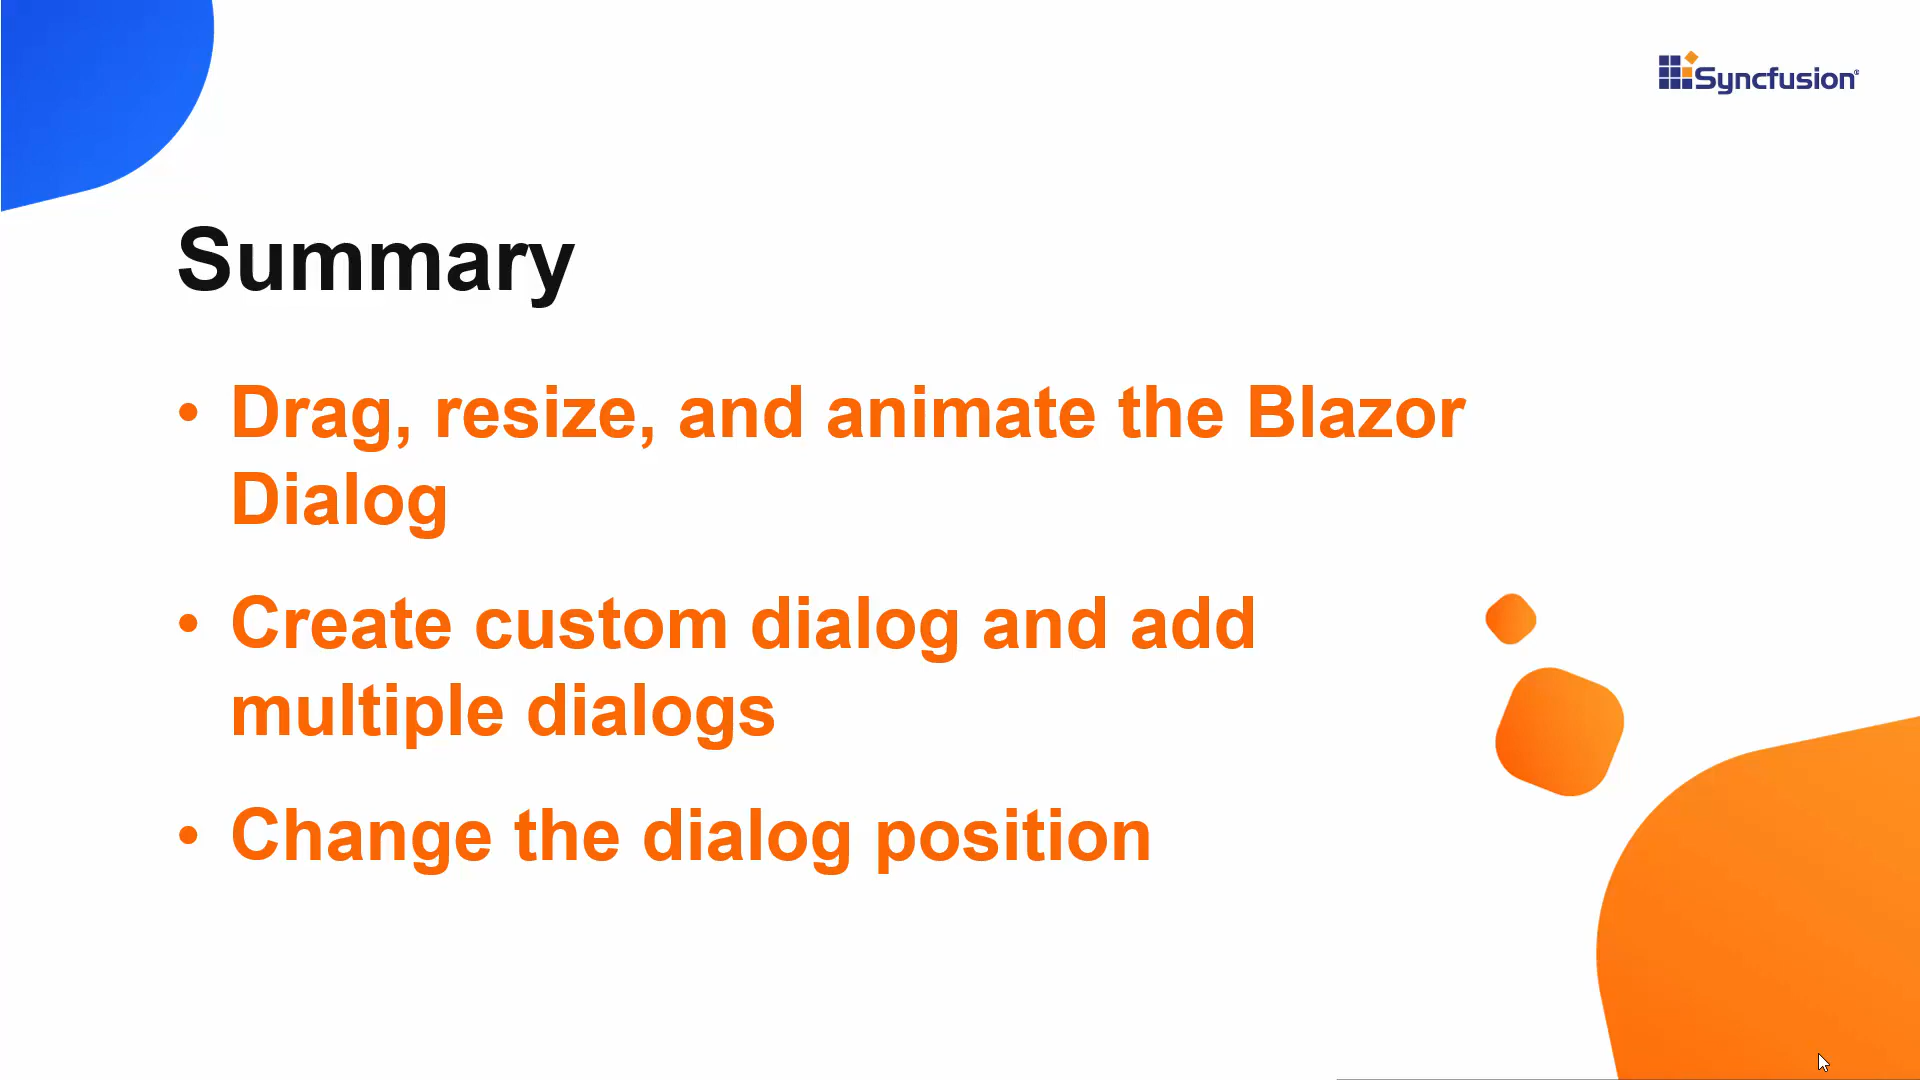 Syncfusion®
Summary
• Drag, resize, and animate the Blazor
Dialog
• Create custom dialog and add
multiple dialogs
• Change the dialog position